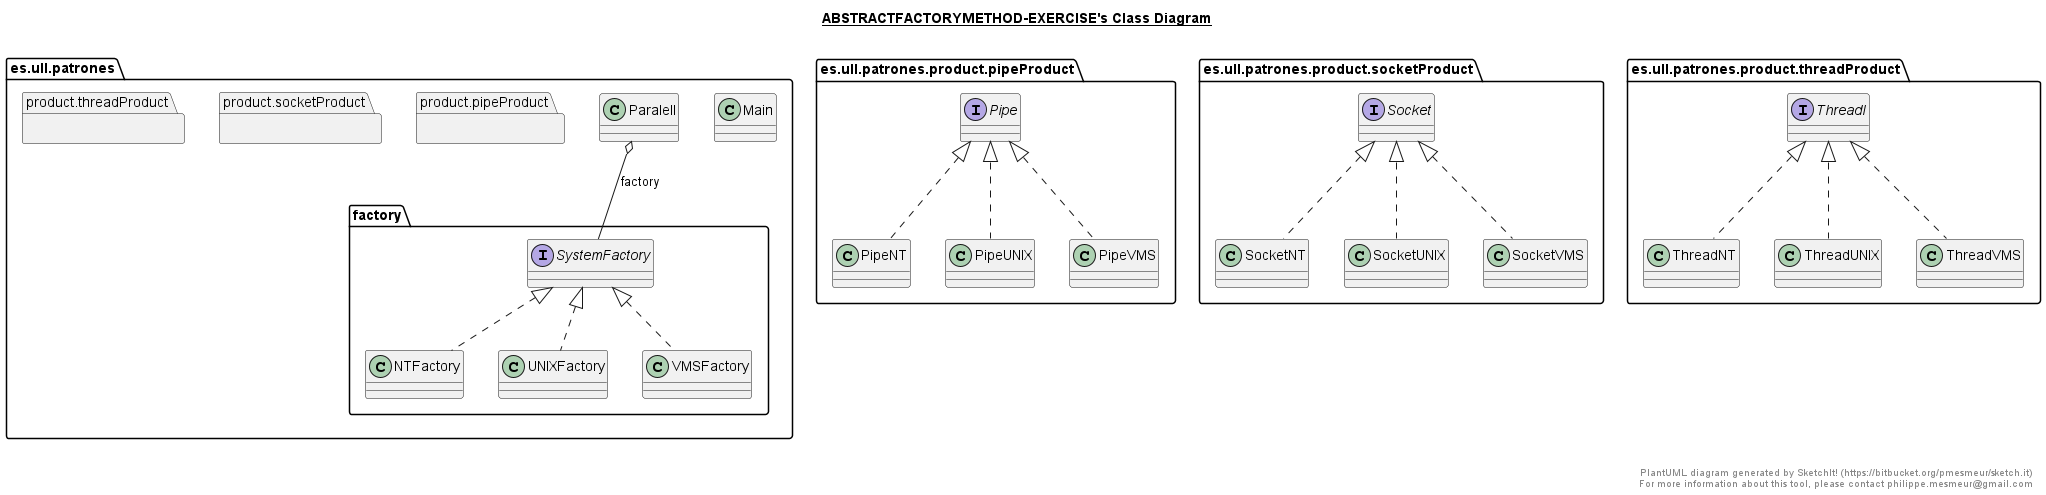 ABSTRACTFACTORYMETHOD-EXERCISE's Class Diagram
es.ull.patrones
product.threadProduct
product.socketProduct
product.pipeProduct
C Paralell
C Main
factory
factory
I SystemFactory
C NTFactory
C UNIXFactory
C VMSFactory
es.ull.patrones.product.pipeProduct
I Pipe
C PipeNT
C PipeUNIX
C PipeVMS
es.ull.patrones.product.socketProduct
I Socket
C SocketNT
C SocketUNIX
C SocketVMS
es.ull.patrones.product.threadProduct
I ThreadI
C ThreadNT
C ThreadUNIX
C ThreadVMS
PlantUML diagram generated by SketchIt! (https://bitbucket.org/pmesmeur/sketch.it)
For more information about this tool, please contact philippe.mesmeur@gmail.com